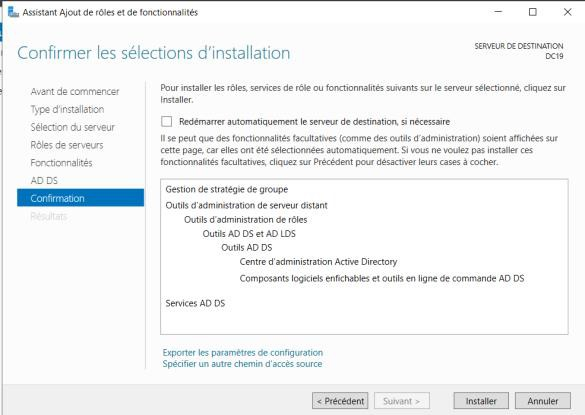 Assistant Ajout de rôles et de fonctionnalités
Confirmer les sélections d'installation
SERVEUR DE DESTINATION
DC19
Avant de commencer
Type d'installation
Sélection du serveur
Rôles de serveurs
Fonctionnalités
AD DS
Confirmation
Résultats
Pour installer les rôles, services de rôle ou fonctionnalités suivants sur le serveur sélectionné, cliquez sur
Installer.
Redémarrer automatiquement le serveur de destination, si nécessaire
Il se peut que des fonctionnalités facultatives (comme des outils d'administration) soient affichées sur
cette page, car elles ont été sélectionnées automatiquement. Si vous ne voulez pas installer ces
fonctionnalités facultatives, cliquez sur Précédent pour désactiver leurs cases à cocher.
Gestion de stratégie de groupe
Outils d'administration de serveur distant
Outils d'administration de rôles
Outils AD DS et AD LDS
Outils AD DS
Centre d'administration Active Directory
Composants logiciels enfichables et outils en ligne de commande AD DS
Services AD DS
Exporter les paramètres de configuration
Spécifier un autre chemin d'accès source
< Précédent
Suivant >
Installer
Annuler